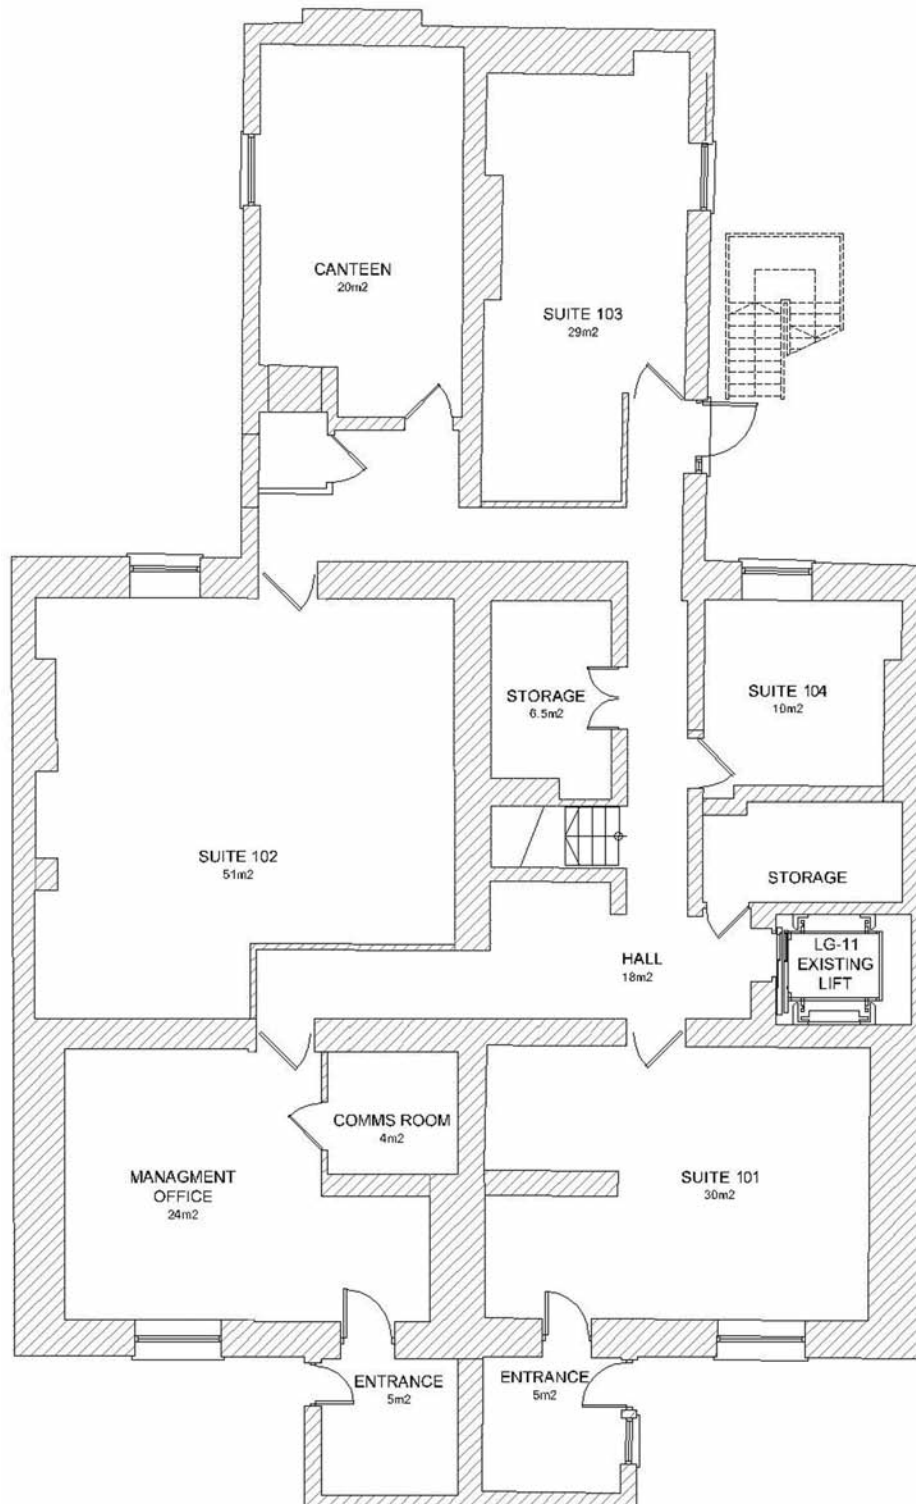 CANTEEN
20m2
SUITE 103
29m2
STORAGE
6.5m2
SUITE 104
10m2
SUITE 102
51m2
STORAGE
HALL
18m2
LG-11
EXISTING
LIFT
COMMS ROOM
4m2
MANAGMENT
OFFICE
24m2
SUITE 101
30m2
ENTRANCE
5m2
ENTRANCE
5m2